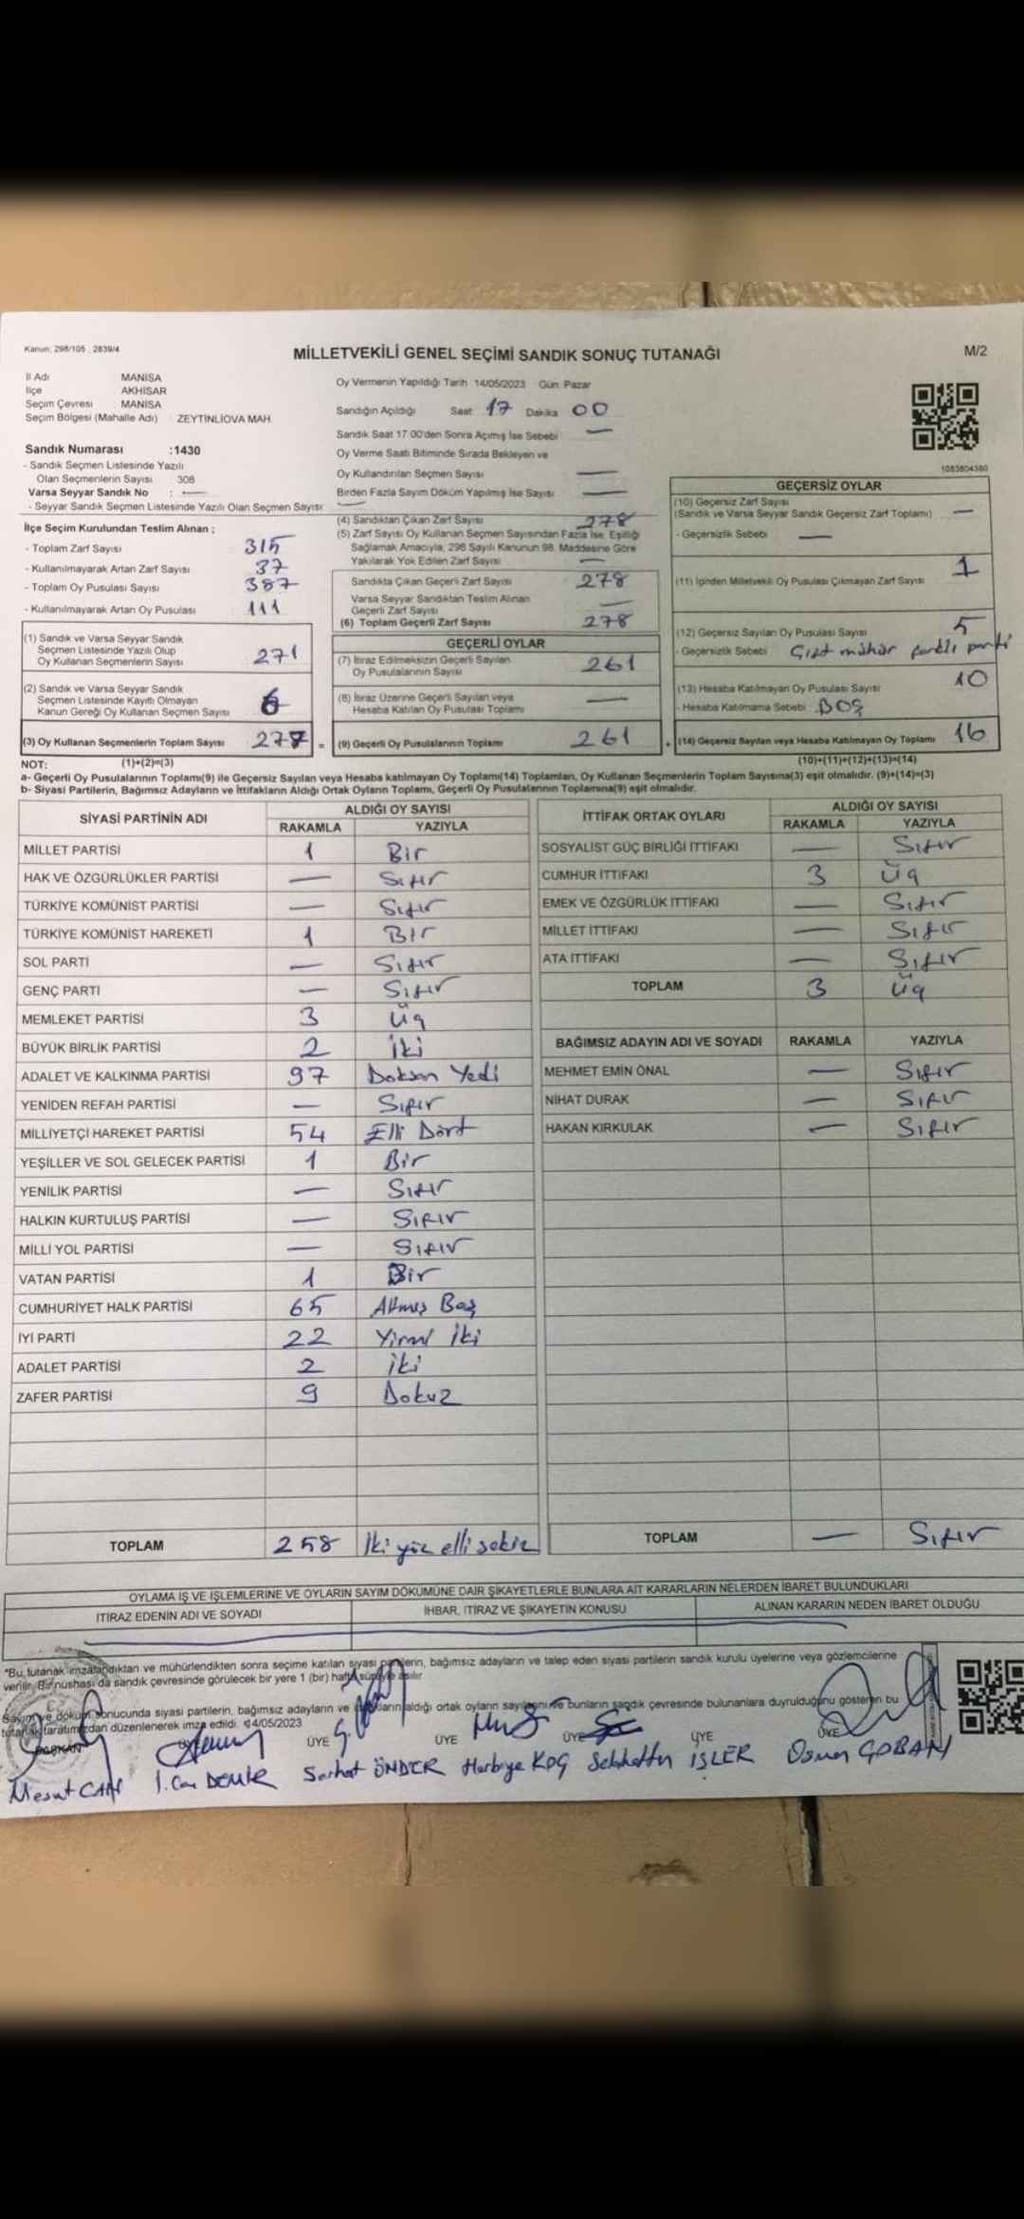 Kanun: 298/105 , 2839/4
MİLLETVEKİLİ GENEL SEÇİMİ SANDIK SONUÇ TUTANAĞI
M/2
İl Adı MANİSA
İlçe AKHİSAR
Seçim Çevresi MANİSA
Seçim Bölgesi (Mahalle Adı) : ZEYTİNLİOVA MAH
Sandık Numarası :1430
- Sandık Seçmen Listesinde Yazılı
Olan Seçmenlerin Sayısı : 308
Varsa Seyyar Sandık No : —
- Seyyar Sandık Seçmen Listesinde Yazılı Olan Seçmen Sayısı: —
Oy Vermenin Yapıldığı Tarih 14/05/2023 Gün: Pazar
Sandığın Açıldığı Saat 17 Dakika 00
Sandık Saat 17.00'den Sonra Açımış İse Sebebi —
Oy Verme Saati Bitiminde Sırada Bekleyen ve
Oy Kullandırılan Seçmen Sayısı —
Birden Fazla Sayım Döküm Yapılmış İse Sayısı —
1083804380
İlçe Seçim Kurulundan Teslim Alınan ;
- Toplam Zarf Sayısı 315
- Kullanılmayarak Artan Zarf Sayısı 37
- Toplam Oy Pusulası Sayısı 387
- Kullanılmayarak Artan Oy Pusulası 111
(1) Sandık ve Varsa Seyyar Sandık
Seçmen Listesinde Yazılı Olup
Oy Kullanan Seçmenlerin Sayısı 271
(2) Sandık ve Varsa Seyyar Sandık
Seçmen Listesinde Kayıtlı Olmayan
Kanun Gereği Oy Kullanan Seçmen Sayısı 6
(3) Oy Kullanan Seçmenlerin Toplam Sayısı 277 =
(4) Sandıktan Çıkan Zarf Sayısı 278
(5) Zarf Sayısı Oy Kullanan Seçmen Sayısından Fazla İse, Eşitliği
Sağlamak Amacıyla, 298 Sayılı Kanunun 98. Maddesine Göre
Yakılarak Yok Edilen Zarf Sayısı —
Sandıkta Çıkan Geçerli Zarf Sayısı 278
Varsa Seyyar Sandıktan Teslim Alınan
Geçerli Zarf Sayısı —
(6) Toplam Geçerli Zarf Sayısı 278
GEÇERLİ OYLAR
(7) İtiraz Edilmeksizin Geçerli Sayılan
Oy Pusulalarının Sayısı 261
(8) İtiraz Üzerine Geçerli Sayılan veya
Hesaba Katılan Oy Pusulası Toplamı —
(9) Geçerli Oy Pusulalarının Toplamı 261 +
GEÇERSİZ OYLAR
(10) Geçersiz Zarf Sayısı
(Sandık ve Varsa Seyyar Sandık Geçersiz Zarf Toplamı) —
- Geçersizlik Sebebi —
(11) İçinden Milletvekili Oy Pusulası Çıkmayan Zarf Sayısı 1
(12) Geçersiz Sayılan Oy Pusulası Sayısı 5
- Geçersizlik Sebebi Çift mühür farklı parti
(13) Hesaba Katılmayan Oy Pusulası Sayısı 10
- Hesaba Katılmama Sebebi BOŞ
(14) Geçersiz Sayılan veya Hesaba Katılmayan Oy Toplamı 16
NOT: (1)+(2)=(3) (10)+(11)+(12)+(13)=(14)
a- Geçerli Oy Pusulalarının Toplamı(9) ile Geçersiz Sayılan veya Hesaba katılmayan Oy Toplamı(14) Toplamları, Oy Kullanan Seçmenlerin Toplam Sayısına(3) eşit olmalıdır. (9)+(14)=(3)
b- Siyasi Partilerin, Bağımsız Adayların ve İttifakların Aldığı Ortak Oyların Toplamı, Geçerli Oy Pusulalarının Toplamına(9) eşit olmalıdır.
SİYASİ PARTİNİN ADI ALDIĞI OY SAYISI
RAKAMLA YAZIYLA
MİLLET PARTİSİ 1 Bir
HAK VE ÖZGÜRLÜKLER PARTİSİ — Sıfır
TÜRKİYE KOMÜNİST PARTİSİ — Sıfır
TÜRKİYE KOMÜNİST HAREKETİ 1 Bir
SOL PARTİ — Sıfır
GENÇ PARTİ — Sıfır
MEMLEKET PARTİSİ 3 Üç
BÜYÜK BİRLİK PARTİSİ 2 İki
ADALET VE KALKINMA PARTİSİ 97 Doksan Yedi
YENİDEN REFAH PARTİSİ — Sıfır
MİLLİYETÇİ HAREKET PARTİSİ 54 Elli Dört
YEŞİLLER VE SOL GELECEK PARTİSİ 1 Bir
YENİLİK PARTİSİ — Sıfır
HALKIN KURTULUŞ PARTİSİ — Sıfır
MİLLİ YOL PARTİSİ — Sıfır
VATAN PARTİSİ 1 Bir
CUMHURİYET HALK PARTİSİ 65 Altmış Beş
İYİ PARTİ 22 Yirmi İki
ADALET PARTİSİ 2 İki
ZAFER PARTİSİ 9 Dokuz
TOPLAM 258 İki yüz elli sekiz
İTTİFAK ORTAK OYLARI ALDIĞI OY SAYISI
RAKAMLA YAZIYLA
SOSYALİST GÜÇ BİRLİĞİ İTTİFAKI — Sıfır
CUMHUR İTTİFAKI 3 Üç
EMEK VE ÖZGÜRLÜK İTTİFAKI — Sıfır
MİLLET İTTİFAKI — Sıfır
ATA İTTİFAKI — Sıfır
TOPLAM 3 Üç
BAĞIMSIZ ADAYIN ADI VE SOYADI RAKAMLA YAZIYLA
MEHMET EMİN ÖNAL — Sıfır
NİHAT DURAK — Sıfır
HAKAN KIRKULAK — Sıfır
TOPLAM — Sıfır
OYLAMA İŞ VE İŞLEMLERİNE VE OYLARIN SAYIM DÖKÜMÜNE DAİR ŞİKAYETLERLE BUNLARA AİT KARARLARIN NELERDEN İBARET BULUNDUKLARI
İTİRAZ EDENİN ADI VE SOYADI İHBAR, İTİRAZ VE ŞİKAYETİN KONUSU ALINAN KARARIN NEDEN İBARET OLDUĞU
*Bu tutanak imzalandıktan ve mühürlendikten sonra seçime katılan siyasi partilerin, bağımsız adayların ve talep eden siyasi partilerin sandık kurulu üyelerine veya gözlemcilerine
verilir. Bir nüshası da sandık çevresinde görülecek bir yere 1 (bir) hafta süreyle asılır
Sayım ve döküm sonucunda siyasi partilerin, bağımsız adayların ve aldığı ortak oyların sayılarını ve bunların sandık çevresinde bulunanlara duyurulduğunu gösteren bu
tutanak tarafımızdan düzenlenerek imza edildi. 14/05/2023
BAŞKAN ÜYE ÜYE ÜYE ÜYE ÜYE
Mesut CAN İ. Can Serhat ÖNDER Harbiye KOÇ İŞLER Osman ÇOBAN